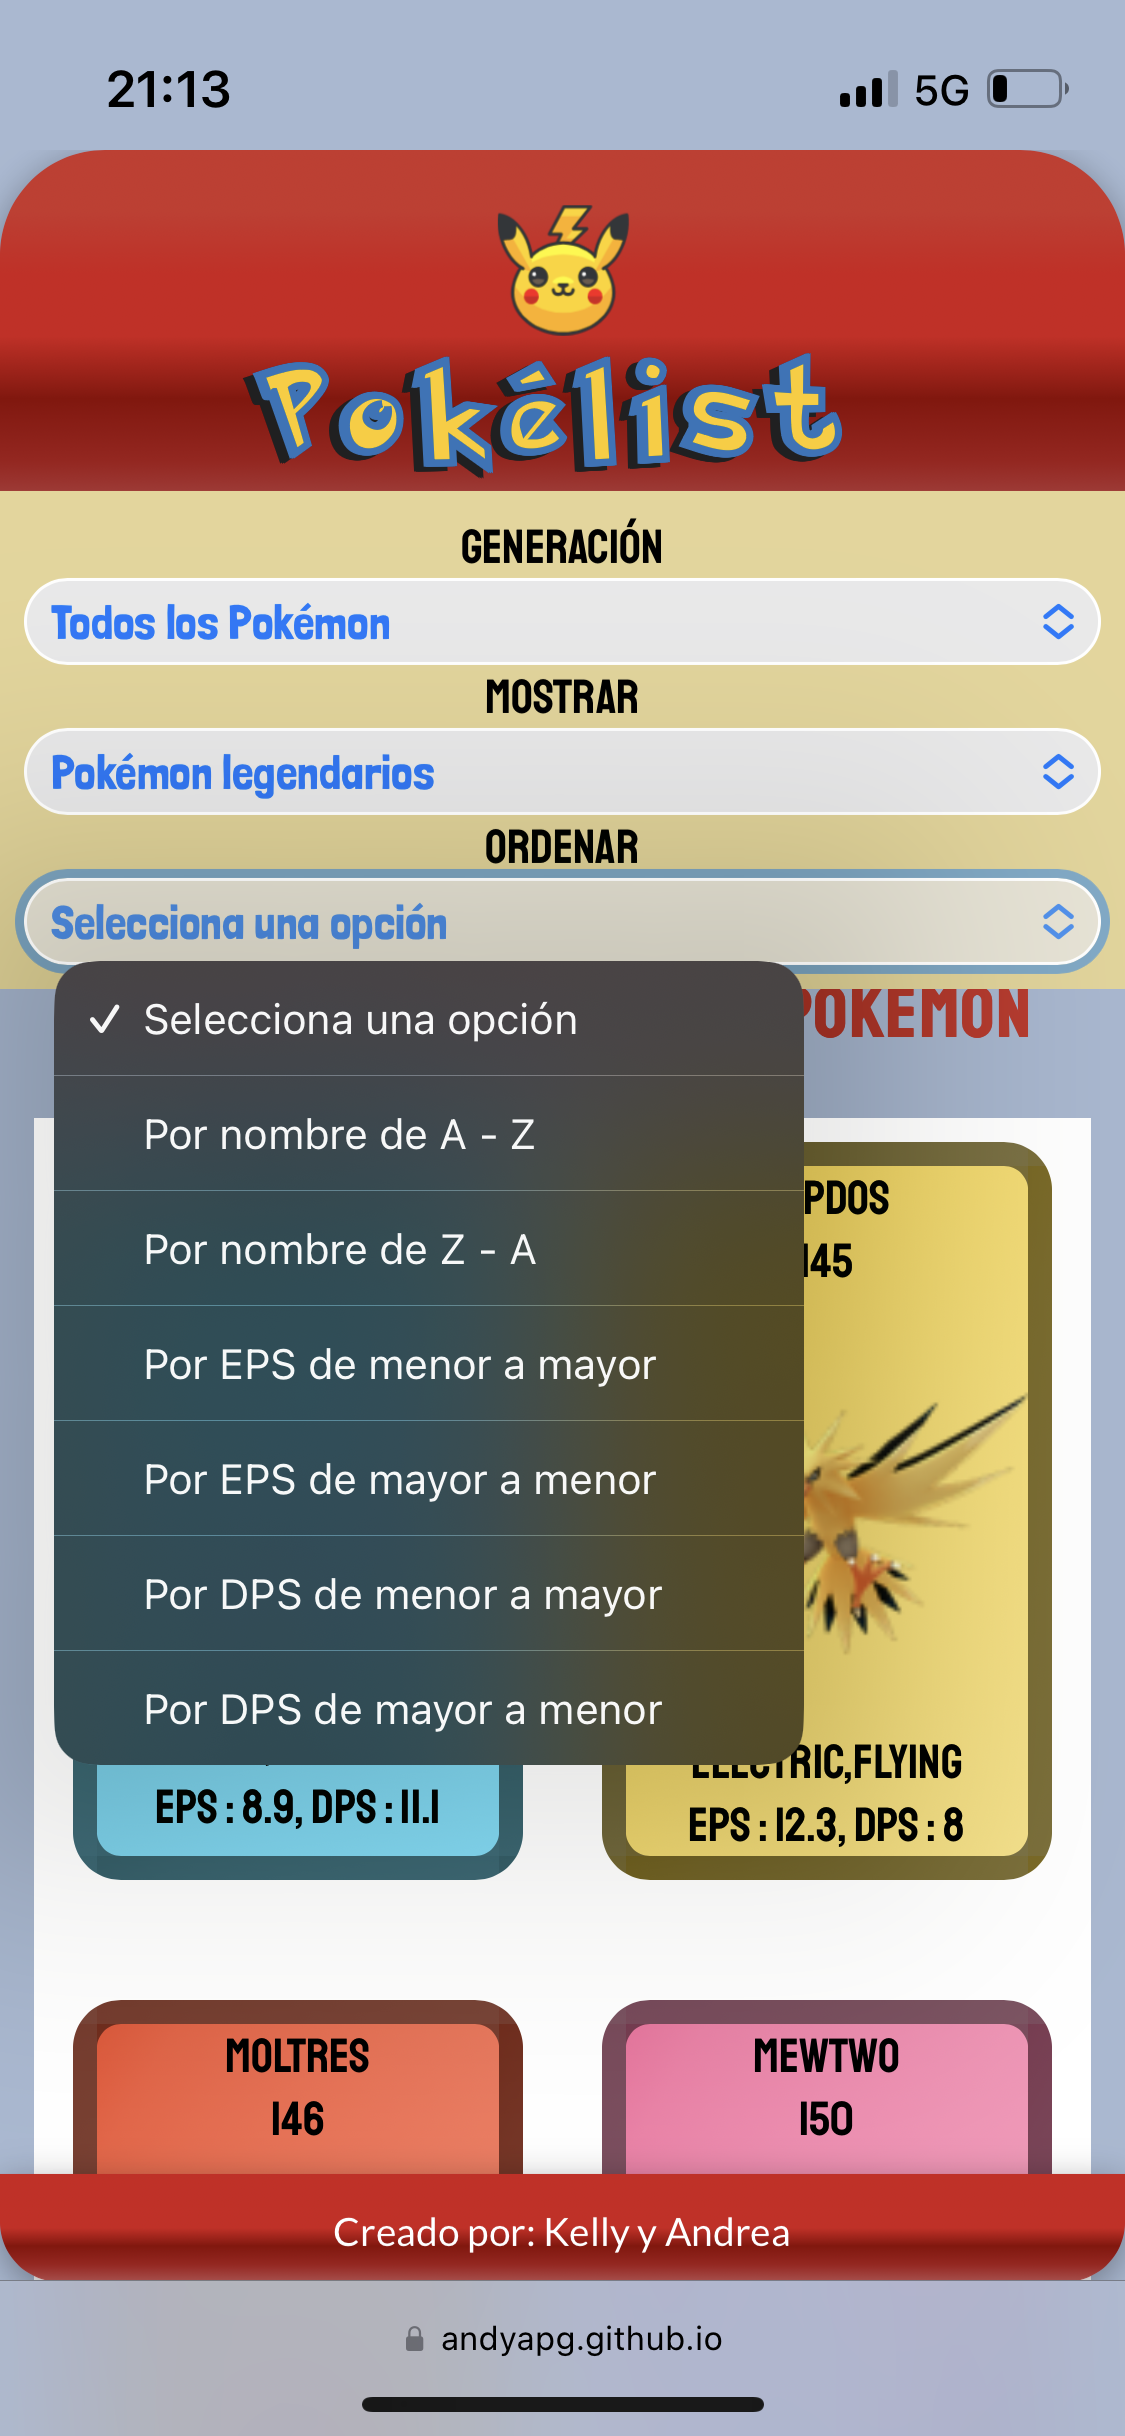 21:13
5G
Pokélist
GENERACIÓN
Todos los Pokémon
MOSTRAR
Pokémon legendarios
ORDENAR
Selecciona una opción
POKEMON
✓ Selecciona una opción
Por nombre de A - Z
Por nombre de Z - A
Por EPS de menor a mayor
Por EPS de mayor a menor
Por DPS de menor a mayor
Por DPS de mayor a menor
PDOS
145
ELECTRIC,FLYING
EPS : 8.9, DPS : 11.1
EPS : 12.3, DPS : 8
MOLTRES
146
MEWTWO
150
Creado por: Kelly y Andrea
andyapg.github.io